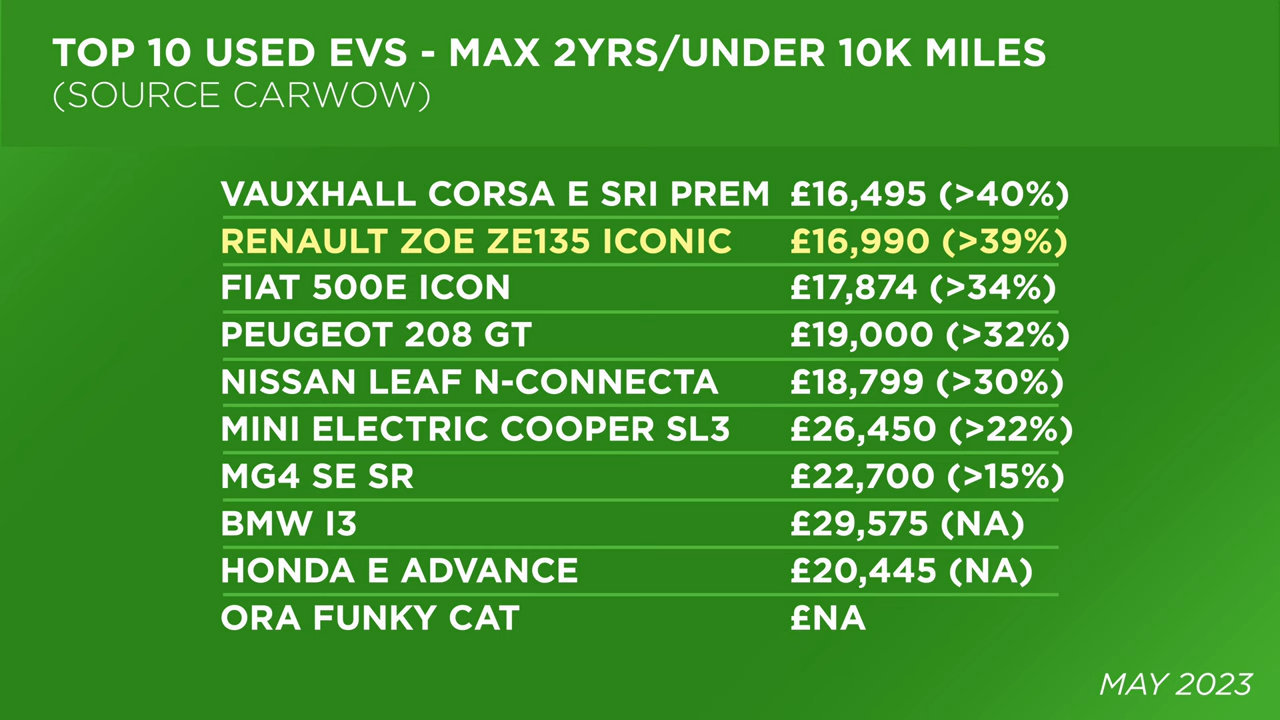 TOP 10 USED EVS - MAX 2YRS/UNDER 10K MILES
(SOURCE CARWOW)
VAUXHALL CORSA E SRI PREM £16,495 (>40%)
RENAULT ZOE ZE135 ICONIC £16,990 (>39%)
FIAT 500E ICON £17,874 (>34%)
PEUGEOT 208 GT £19,000 (>32%)
NISSAN LEAF N-CONNECTA £18,799 (>30%)
MINI ELECTRIC COOPER SL3 £26,450 (>22%)
MG4 SE SR £22,700 (>15%)
BMW I3 £29,575 (NA)
HONDA E ADVANCE £20,445 (NA)
ORA FUNKY CAT £NA
MAY 2023